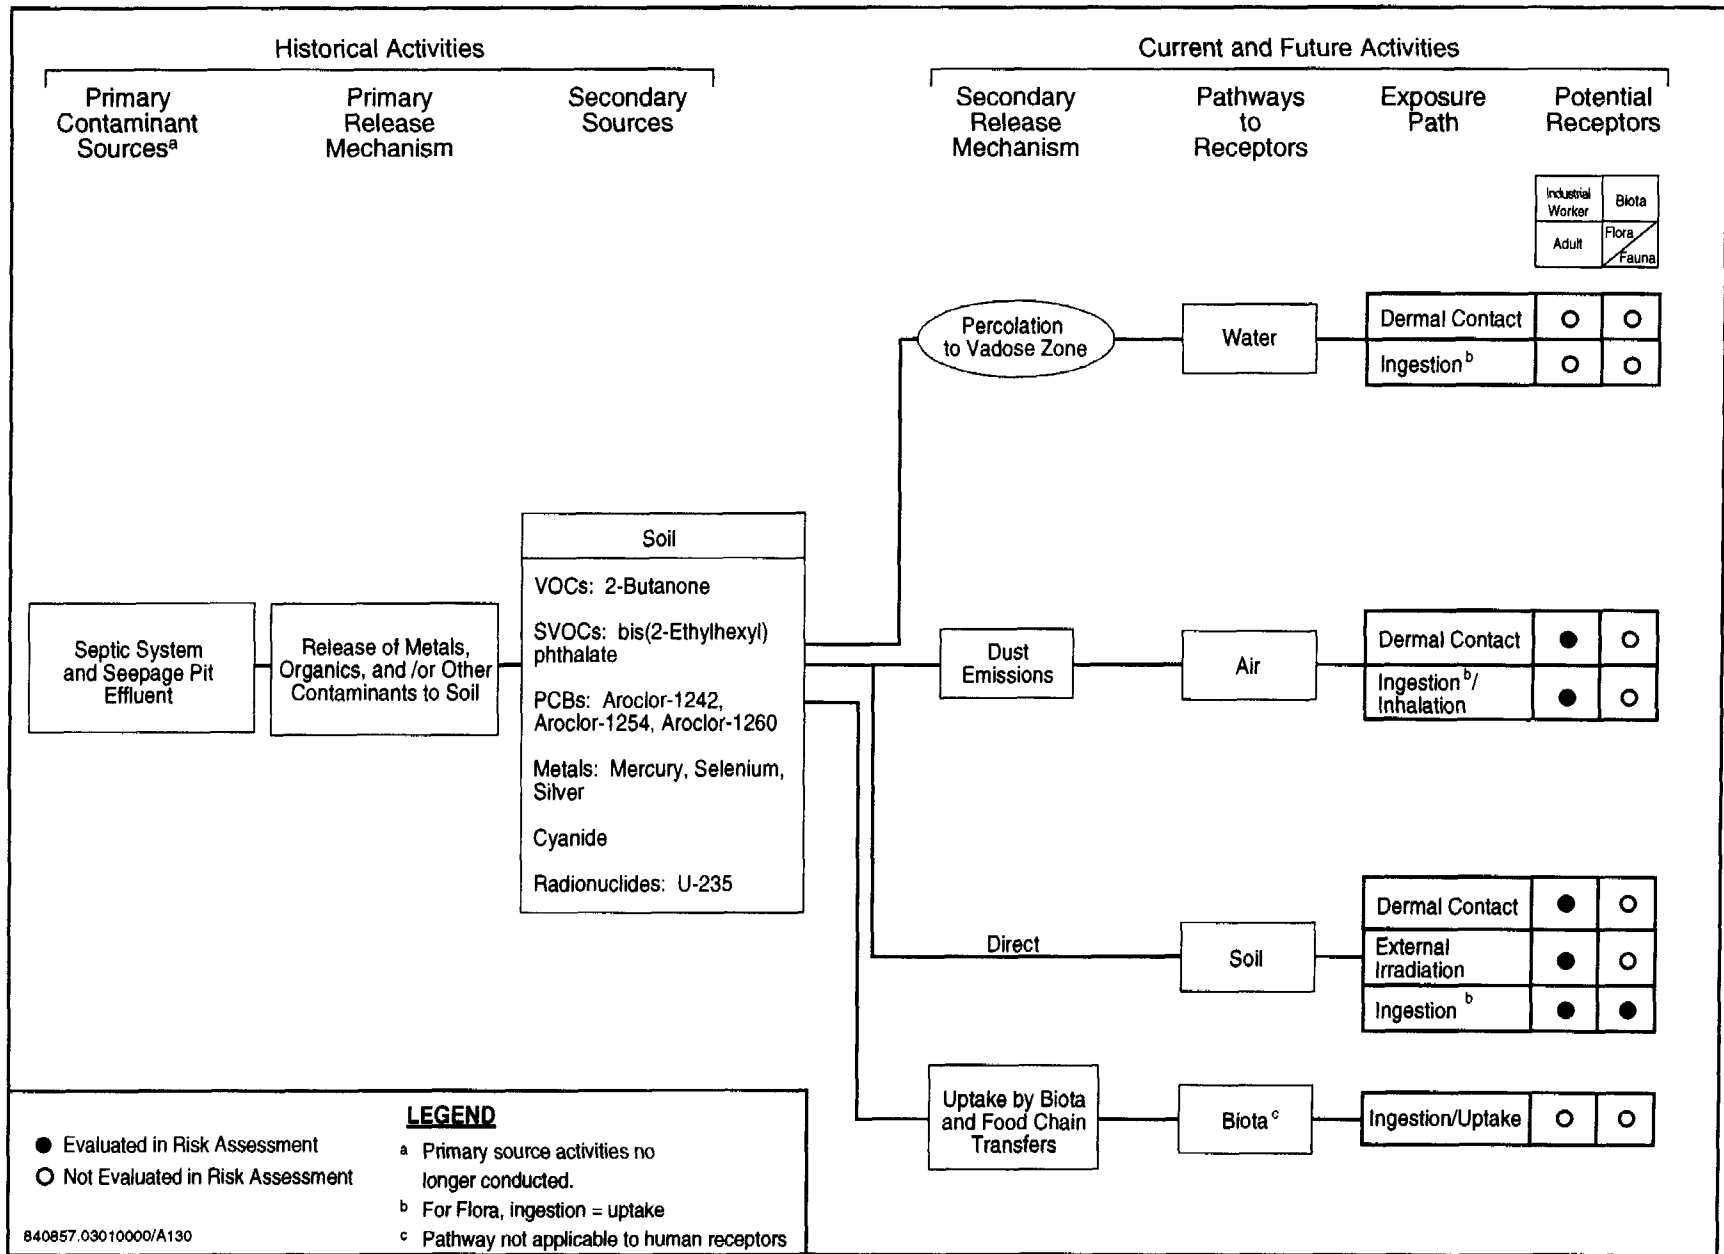 Historical Activities
Current and Future Activities
Primary
Contaminant
Sourcesᵃ
Primary
Release
Mechanism
Secondary
Sources
Secondary
Release
Mechanism
Pathways
to
Receptors
Exposure
Path
Potential
Receptors
Industrial
Worker
Biota
Adult
Flora
Fauna
Percolation
to Vadose Zone
Water
Dermal Contact
Ingestion ᵇ
Soil
VOCs: 2-Butanone
SVOCs: bis(2-Ethylhexyl)
phthalate
PCBs: Aroclor-1242,
Aroclor-1254, Aroclor-1260
Metals: Mercury, Selenium,
Silver
Cyanide
Radionuclides: U-235
Septic System
and Seepage Pit
Effluent
Release of Metals,
Organics, and /or Other
Contaminants to Soil
Dust
Emissions
Air
Dermal Contact
Ingestion ᵇ/
Inhalation
Direct
Soil
Dermal Contact
External
Irradiation
Ingestion ᵇ
Uptake by Biota
and Food Chain
Transfers
Biota ᶜ
Ingestion/Uptake
LEGEND
● Evaluated in Risk Assessment
○ Not Evaluated in Risk Assessment
a Primary source activities no
longer conducted.
b For Flora, ingestion = uptake
c Pathway not applicable to human receptors
840857.03010000/A130